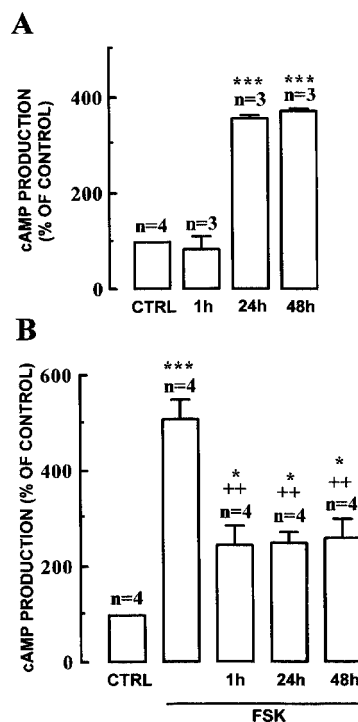 A
cAMP PRODUCTION
(% OF CONTROL)
400
200
0
n=4
n=3
***
n=3
***
n=3
CTRL 1h 24h 48h
B
cAMP PRODUCTION (% OF CONTROL)
600
400
200
0
n=4
***
n=4
*
++
n=4
*
++
n=4
*
++
n=4
CTRL 1h 24h 48h
FSK